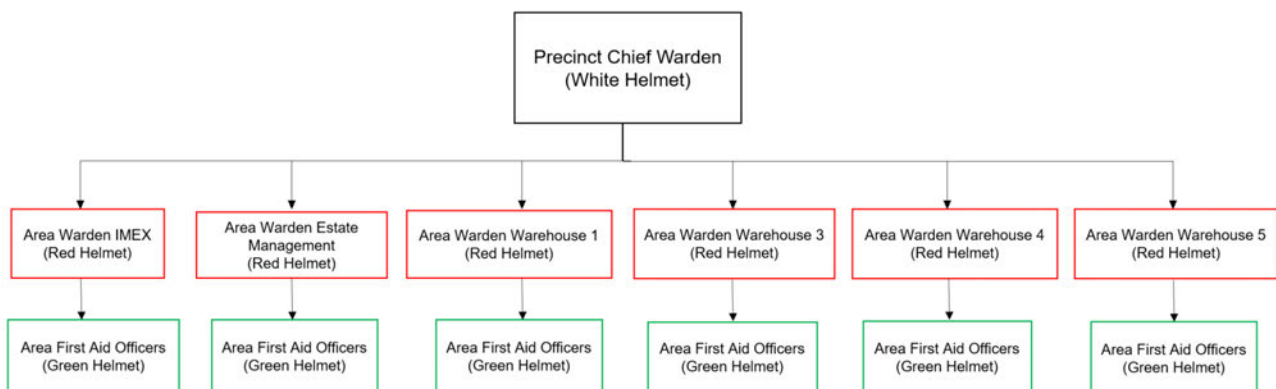 Precinct Chief Warden
(White Helmet)
Area Warden IMEX
(Red Helmet)
Area Warden Estate
Management
(Red Helmet)
Area Warden Warehouse 1
(Red Helmet)
Area Warden Warehouse 3
(Red Helmet)
Area Warden Warehouse 4
(Red Helmet)
Area Warden Warehouse 5
(Red Helmet)
Area First Aid Officers
(Green Helmet)
Area First Aid Officers
(Green Helmet)
Area First Aid Officers
(Green Helmet)
Area First Aid Officers
(Green Helmet)
Area First Aid Officers
(Green Helmet)
Area First Aid Officers
(Green Helmet)